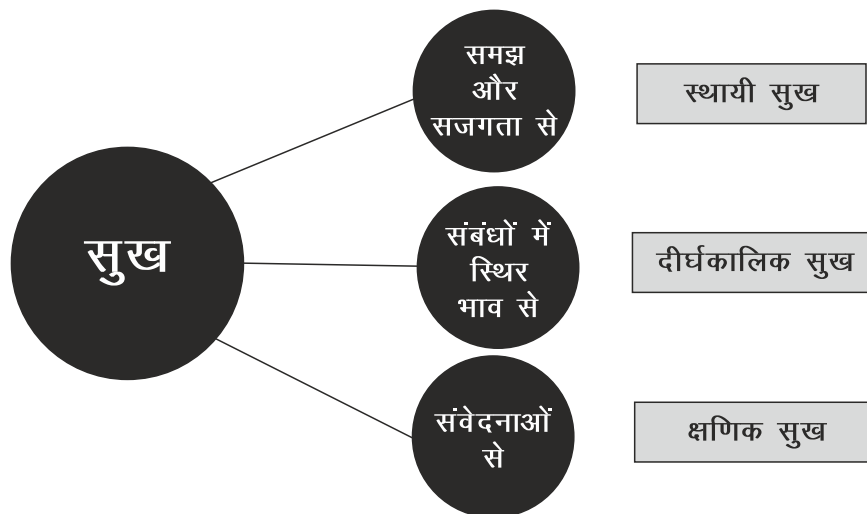 सुख
समझ
और
सजगता से
स्थायी सुख
संबंधों में
स्थिर
भाव से
दीर्घकालिक सुख
संवेदनाओं
से
क्षणिक सुख